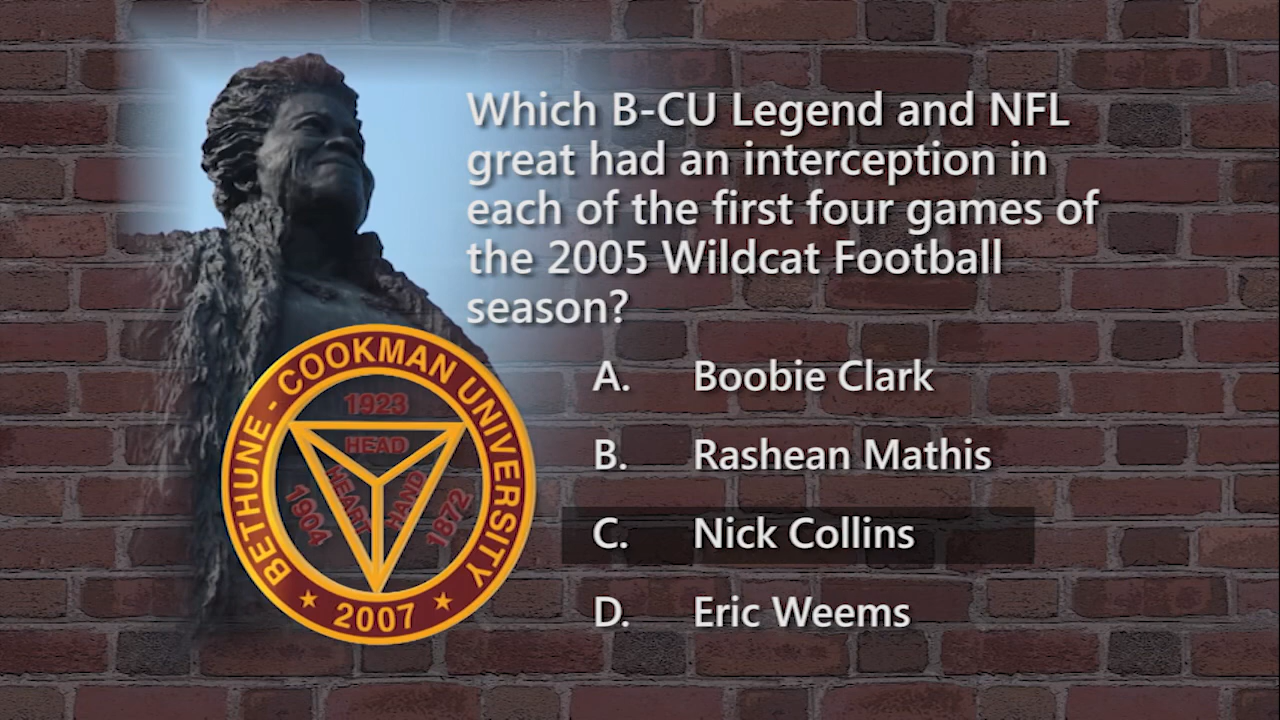 Which B-CU Legend and NFL
great had an interception in
each of the first four games of
the 2005 Wildcat Football
season?
A. Boobie Clark
B. Rashean Mathis
C. Nick Collins
D. Eric Weems
BETHUNE - COOKMAN UNIVERSITY
1923
HEAD
HEART
HAND
1904
1872
★ 2007 ★